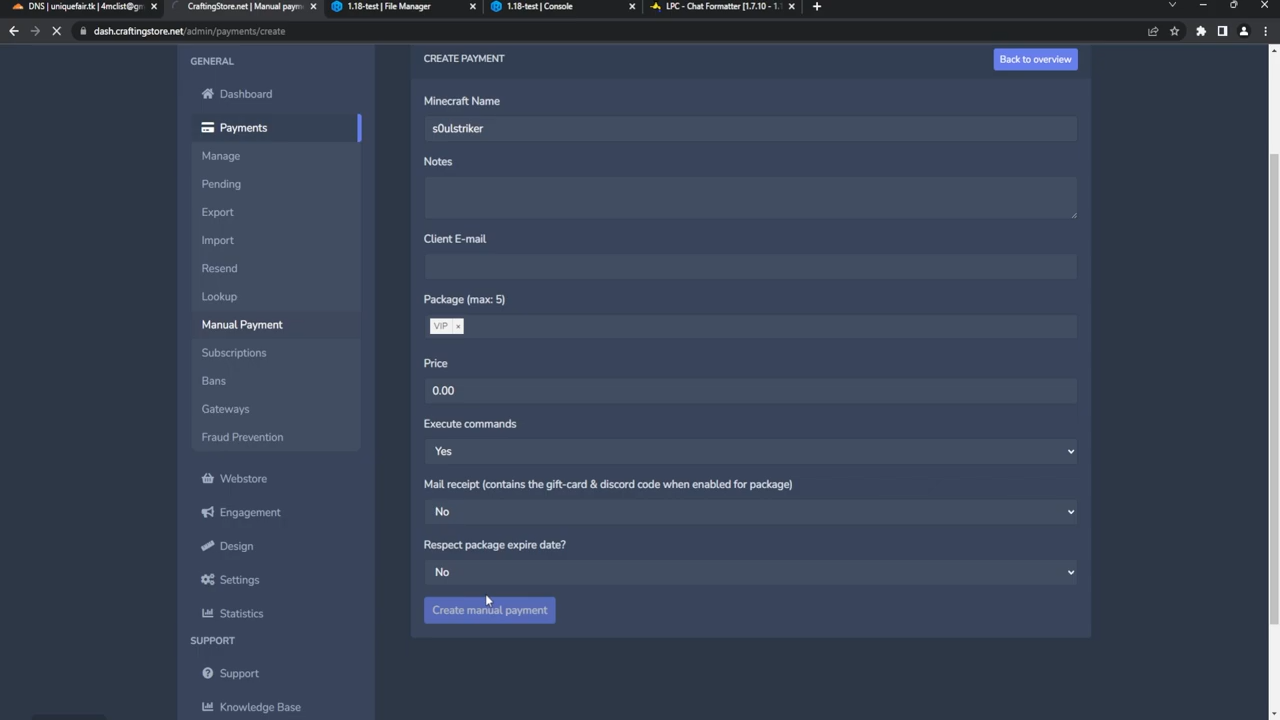 DNS | uniquefair.tk | 4mclist@gm
CraftingStore.net | Manual paym
1.18-test | File Manager
1.18-test | Console
LPC - Chat Formatter [1.7.10 - 1.1
dash.craftingstore.net/admin/payments/create
GENERAL
Dashboard
Payments
Manage
Pending
Export
Import
Resend
Lookup
Manual Payment
Subscriptions
Bans
Gateways
Fraud Prevention
Webstore
Engagement
Design
Settings
Statistics
SUPPORT
Support
Knowledge Base
CREATE PAYMENT
Back to overview
Minecraft Name
s0ulstriker
Notes
Client E-mail
Package (max: 5)
VIP ×
Price
0.00
Execute commands
Yes
Mail receipt (contains the gift-card & discord code when enabled for package)
No
Respect package expire date?
No
Create manual payment